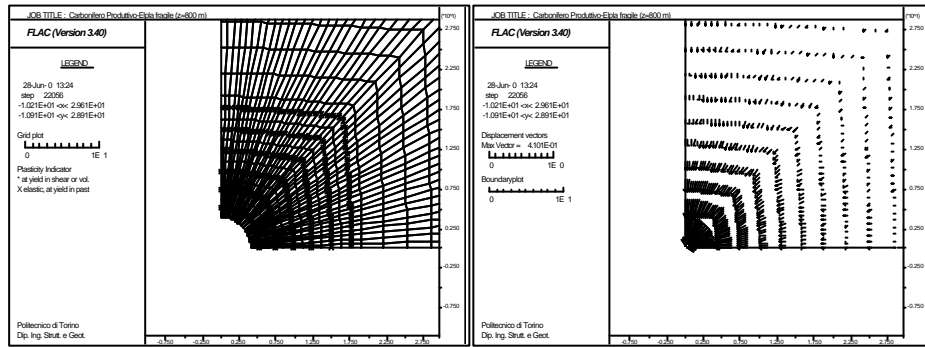 JOB TITLE : Carbonifero Produttivo-Elpla fragile (z=800 m)
(*10^1)
FLAC (Version 3.40)
LEGEND
28-Jun- 0 13:24
step 22056
-1.021E+01 <x< 2.961E+01
-1.091E+01 <y< 2.891E+01
Grid plot
0 1E 1
Plasticity Indicator
* at yield in shear or vol.
X elastic, at yield in past
Politecnico di Torino
Dip. Ing. Strutt. e Geot.
2.750
2.250
1.750
1.250
0.750
0.250
-0.250
-0.750
-0.750 -0.250 0.250 0.750 1.250 1.750 2.250 2.750
JOB TITLE : Carbonifero Produttivo-Elpla fragile (z=800 m)
(*10^1)
FLAC (Version 3.40)
LEGEND
28-Jun- 0 13:24
step 22056
-1.021E+01 <x< 2.961E+01
-1.091E+01 <y< 2.891E+01
Displacement vectors
Max Vector = 4.101E-01
0 1E 0
Boundary plot
0 1E 1
Politecnico di Torino
Dip. Ing. Strutt. e Geot.
2.750
2.250
1.750
1.250
0.750
0.250
-0.250
-0.750
-0.750 -0.250 0.250 0.750 1.250 1.750 2.250 2.750